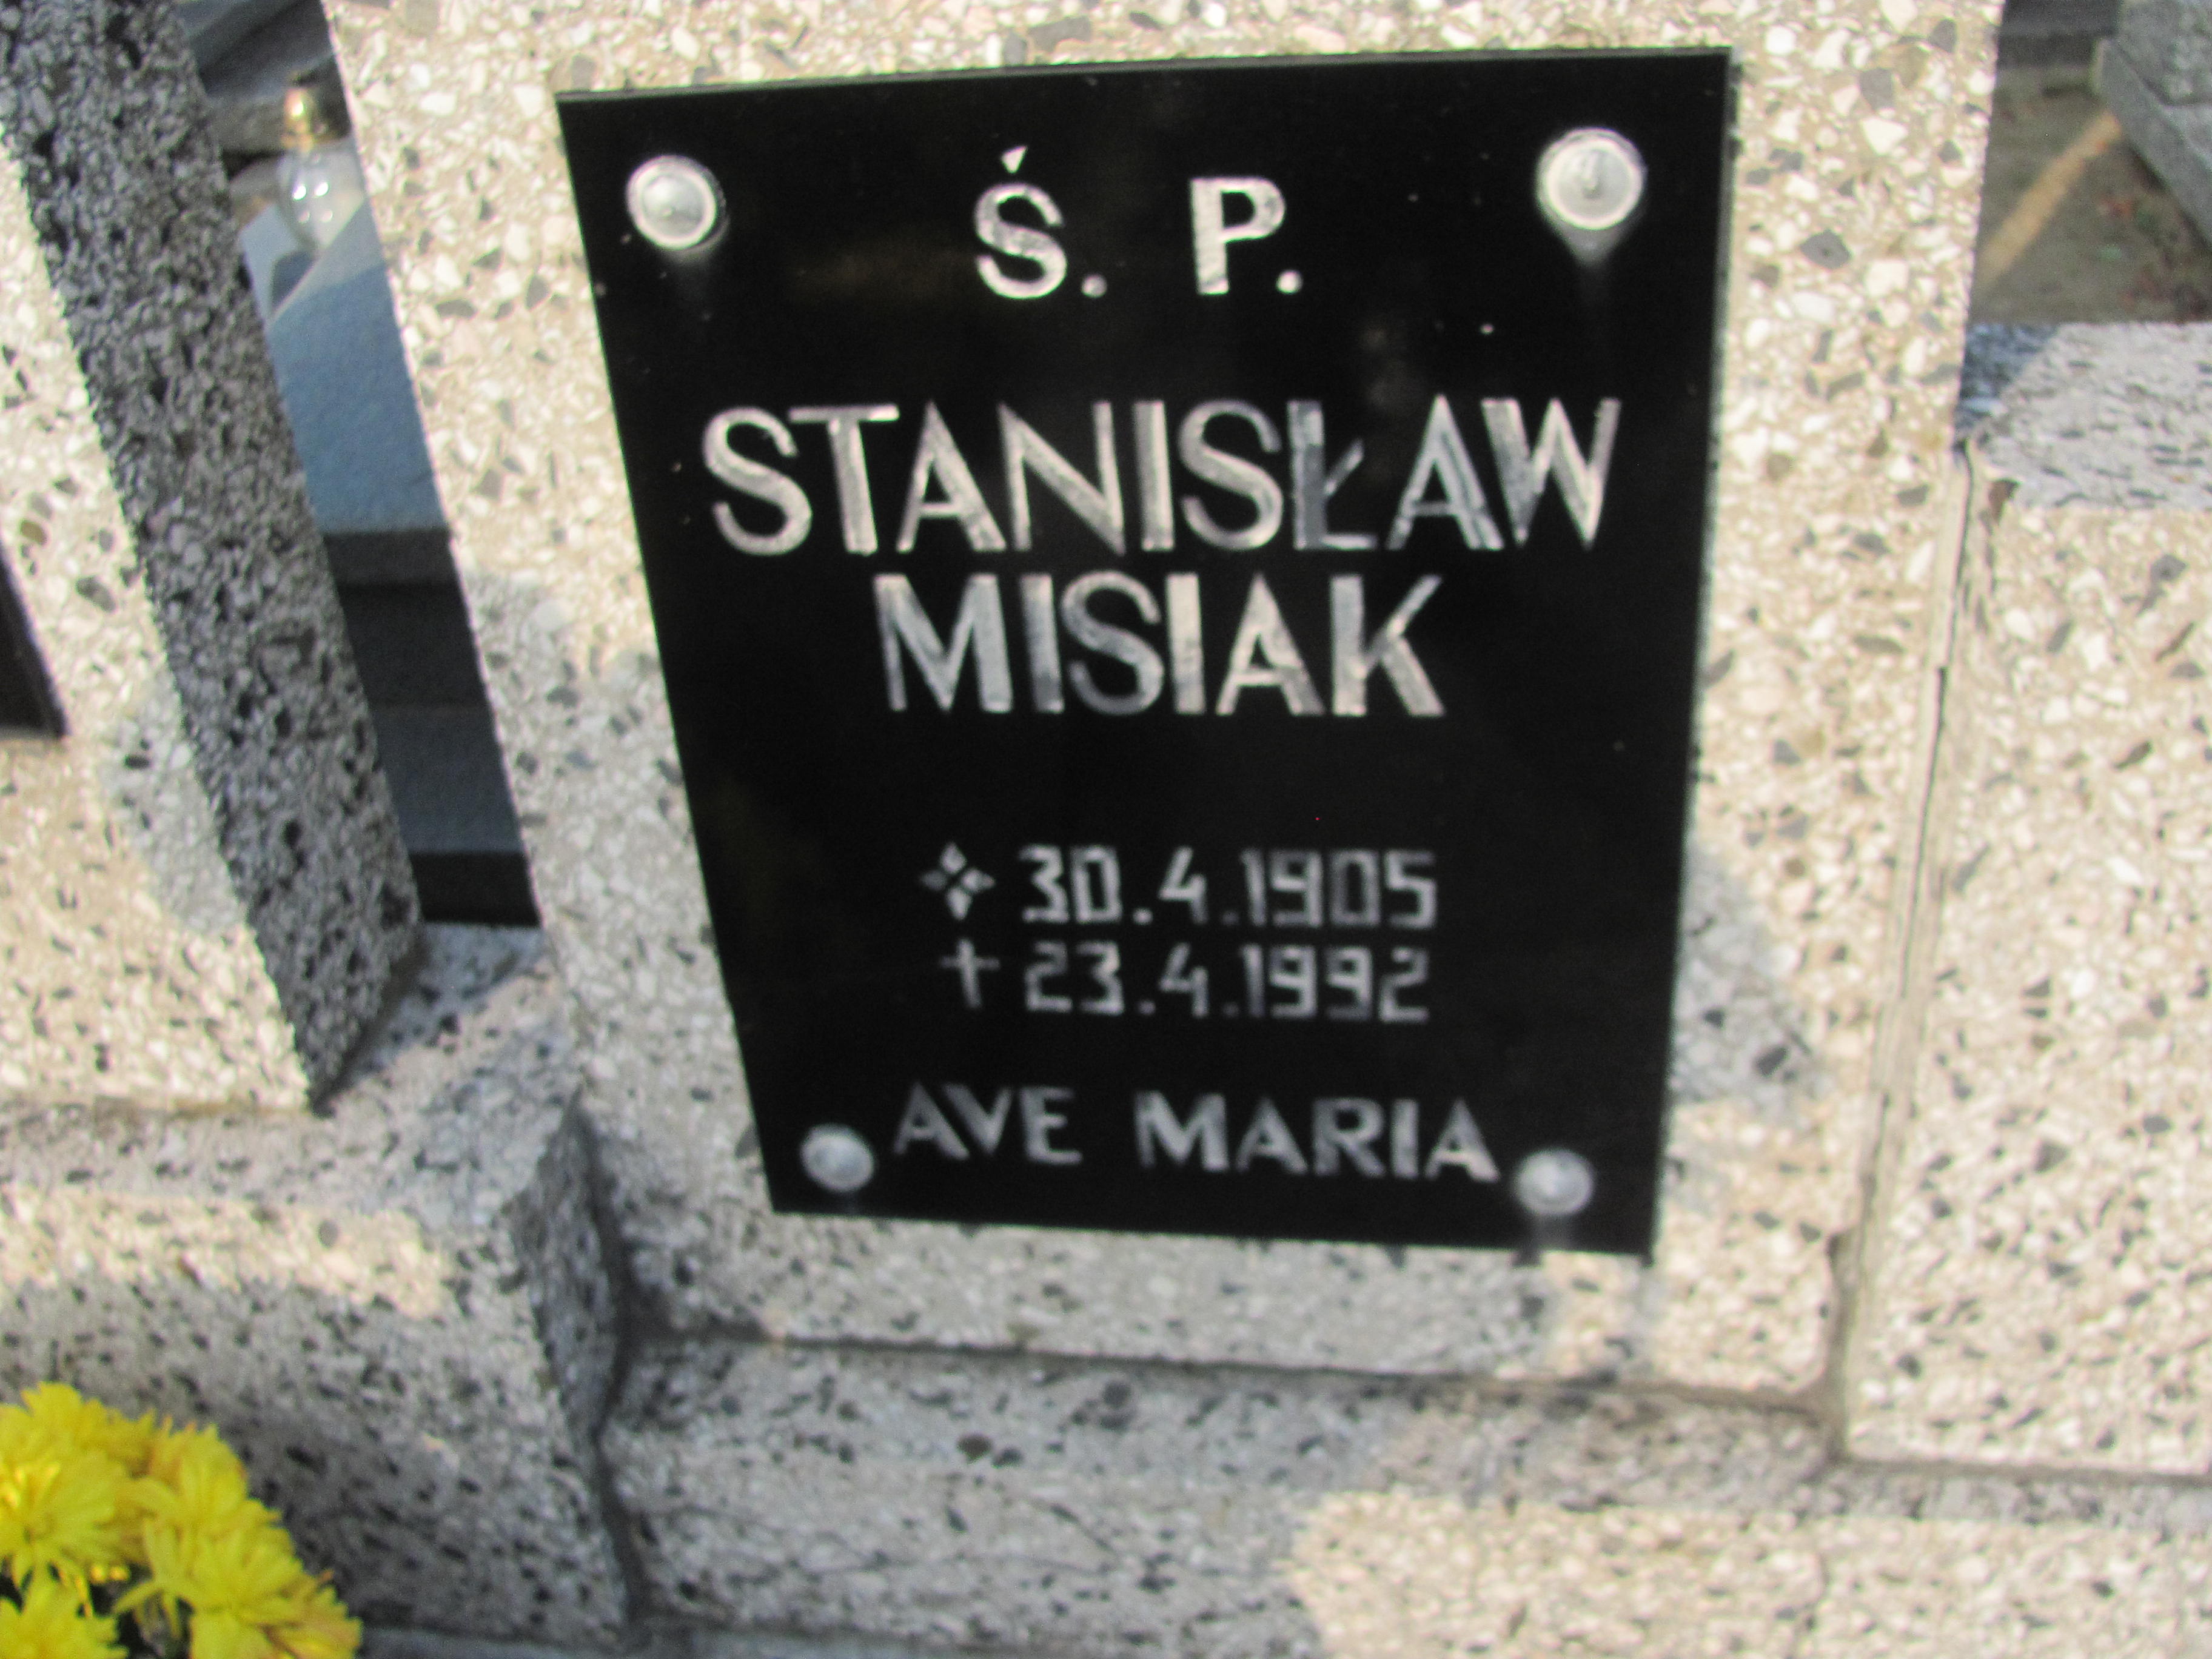 Ś. P.
STANISŁAW
MISIAK
30.4.1905
✝ 23.4.1992
AVE MARIA